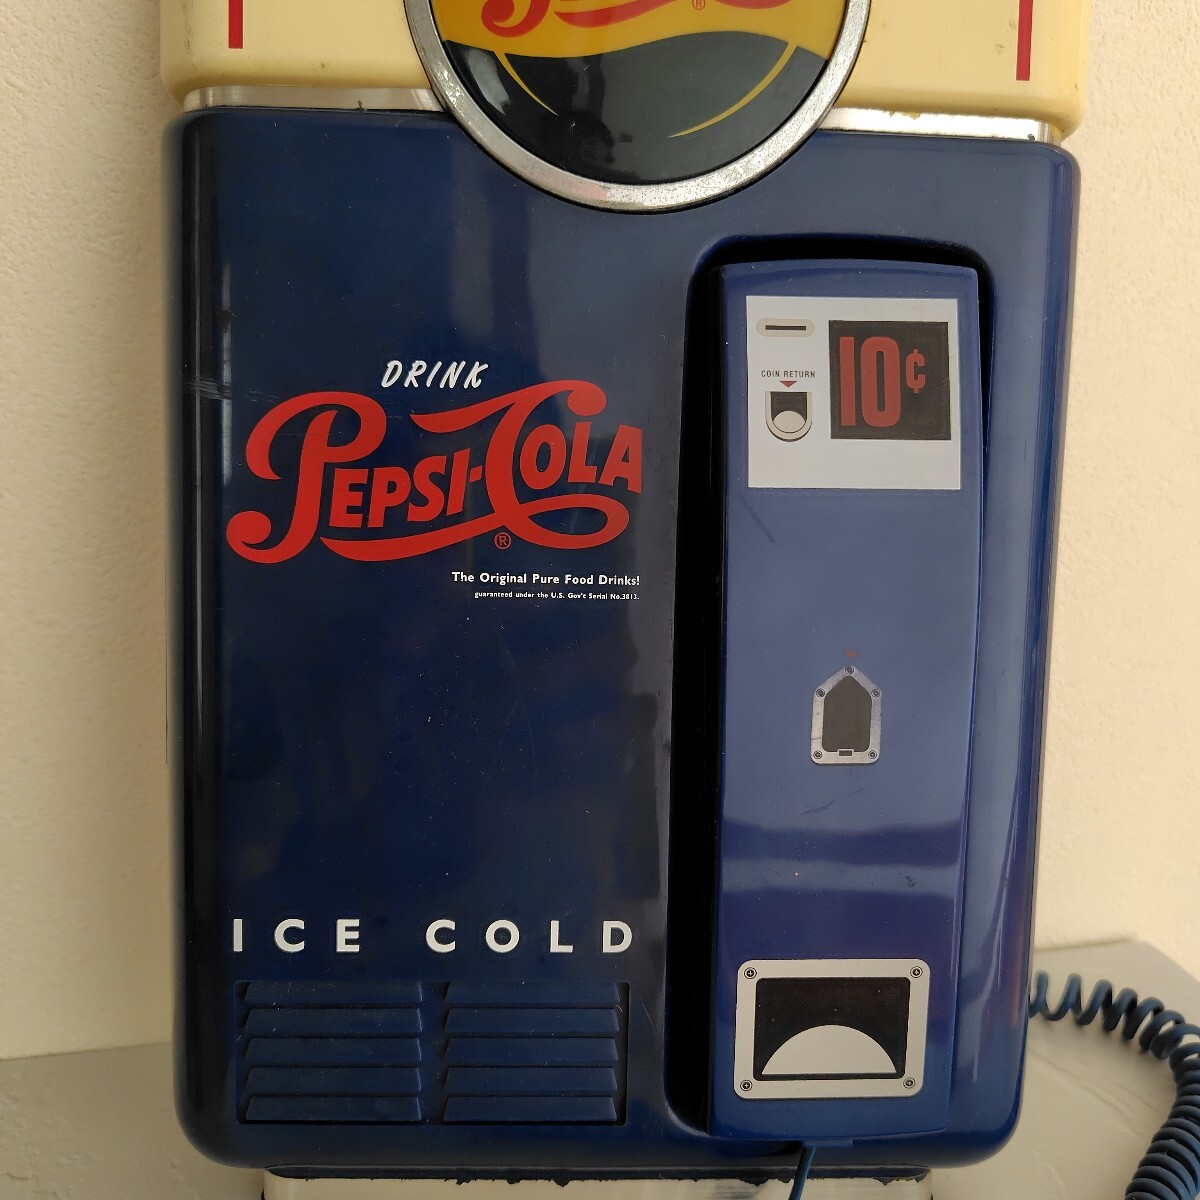 ®
10¢
COIN RETURN
DRINK
PEPSI-COLA
®
The Original Pure Food Drinks!
guaranteed under the U.S. Gov't Serial No.3813.
ICE COLD